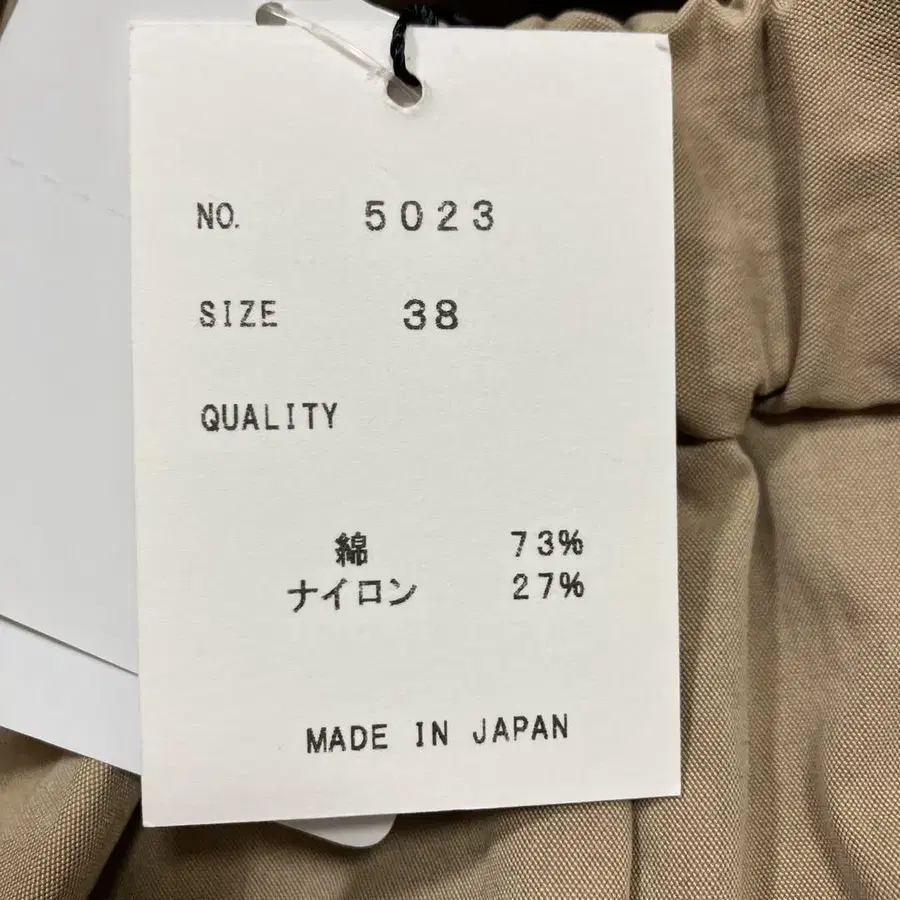 NO. 5023
SIZE 38
QUALITY
綿 73%
ナイロン 27%
MADE IN JAPAN